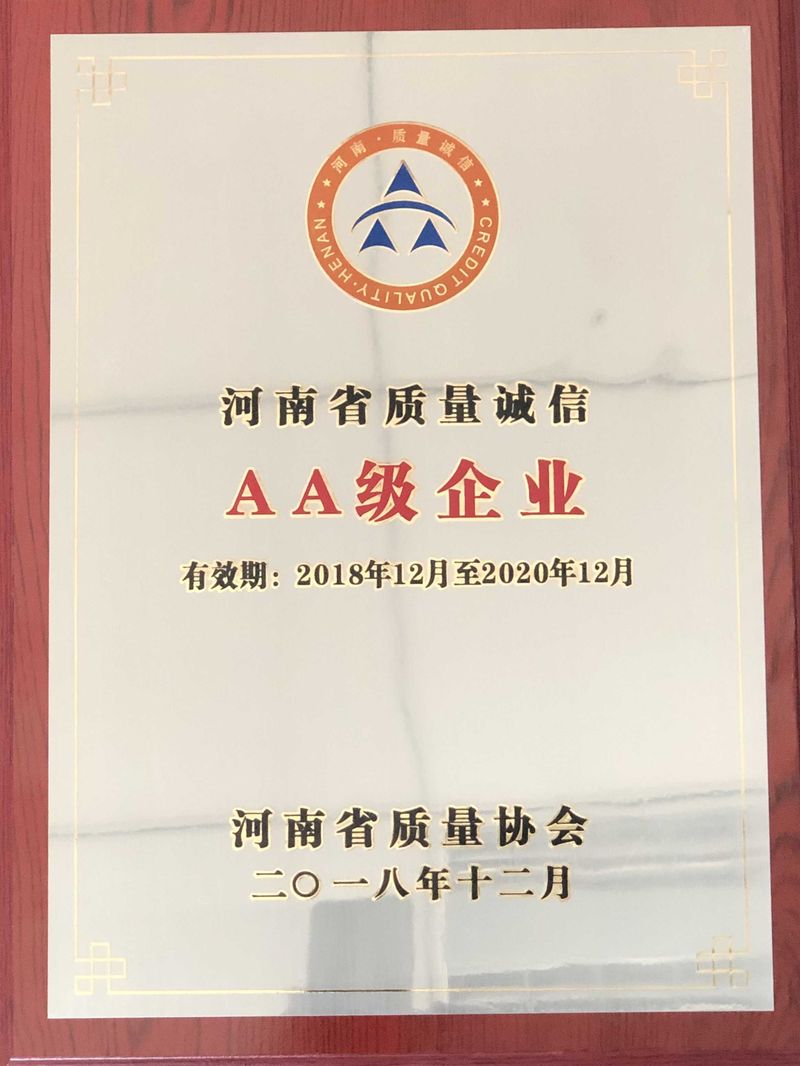 河南·质量诚信
CREDIT QUALITY·HENAN
河南省质量诚信
AA级企业
有效期：2018年12月至2020年12月
河南省质量协会
二〇一八年十二月